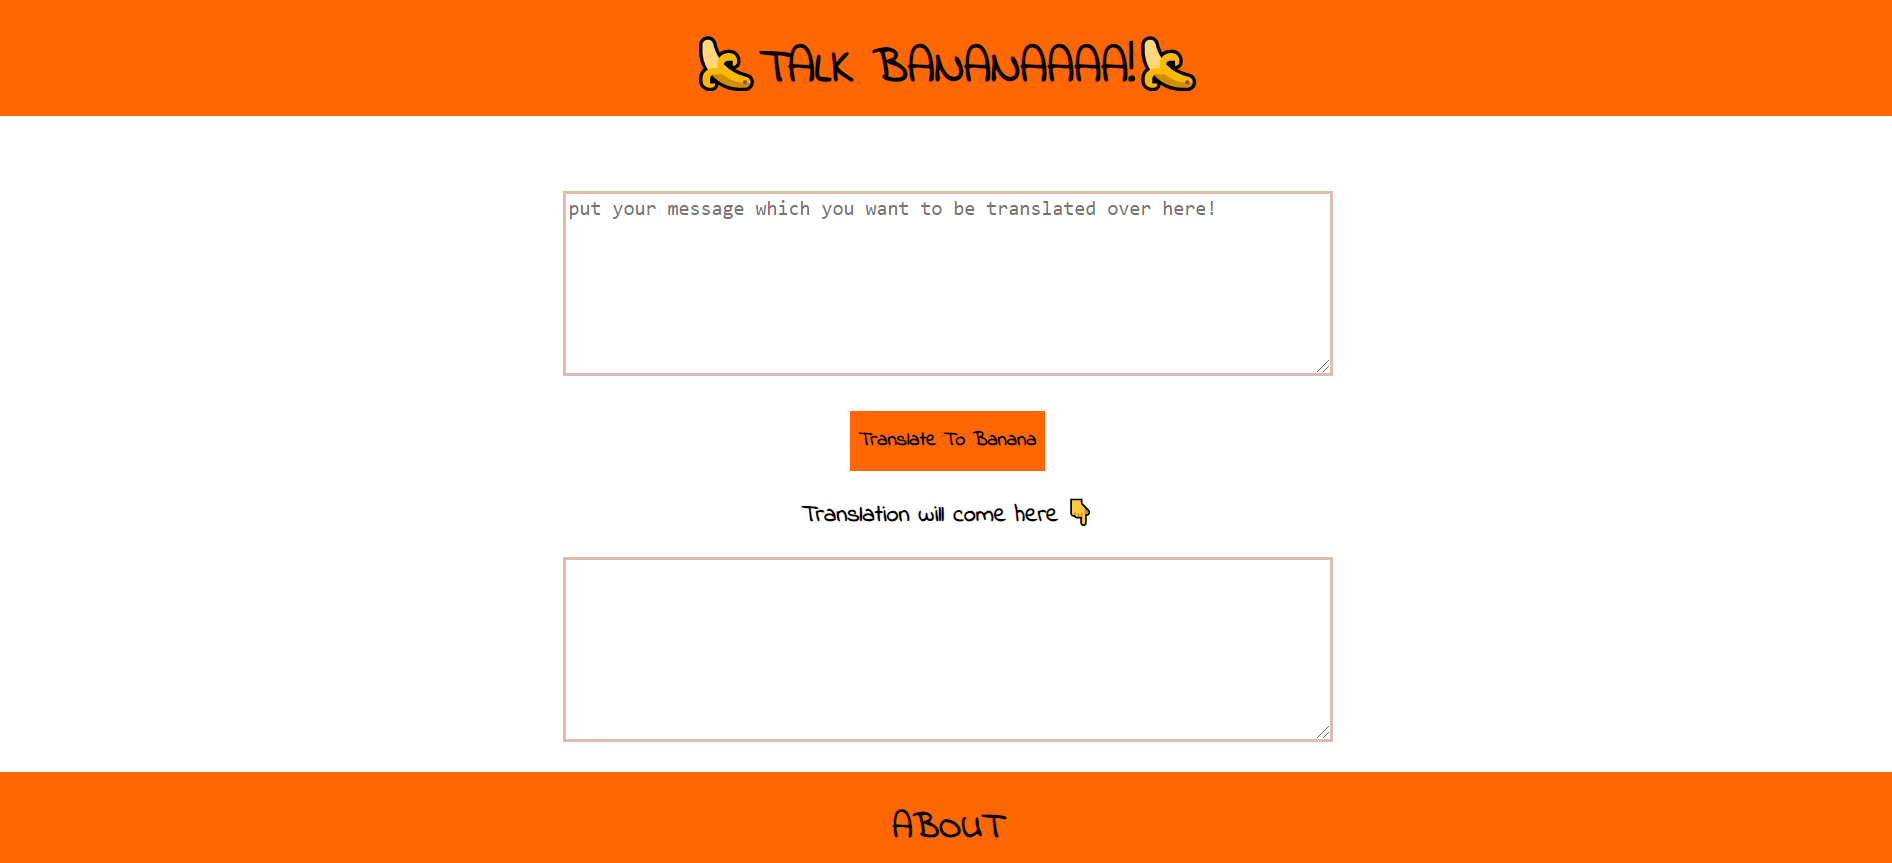 🍌TALK BANANAAAA!🍌
put your message which you want to be translated over here!
Translate To Banana
Translation will come here 👇
ABOUT